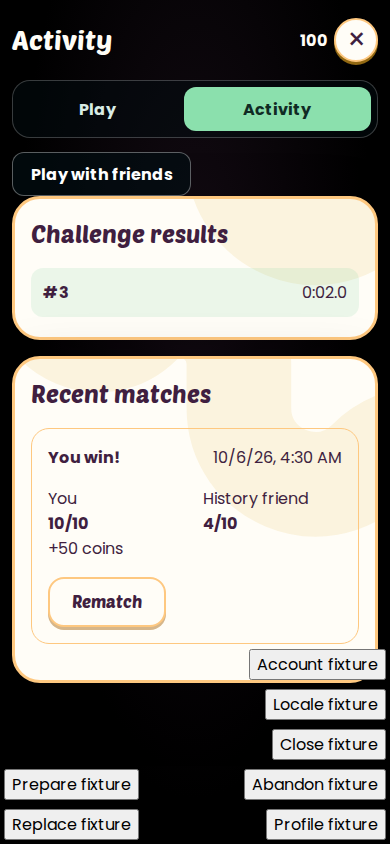 Activity
100
×
Play
Activity
Play with friends
Challenge results
#3
0:02.0
Recent matches
You win!
10/6/26, 4:30 AM
You
History friend
10/10
4/10
+50 coins
Rematch
Account fixture
Locale fixture
Close fixture
Prepare fixture
Abandon fixture
Replace fixture
Profile fixture